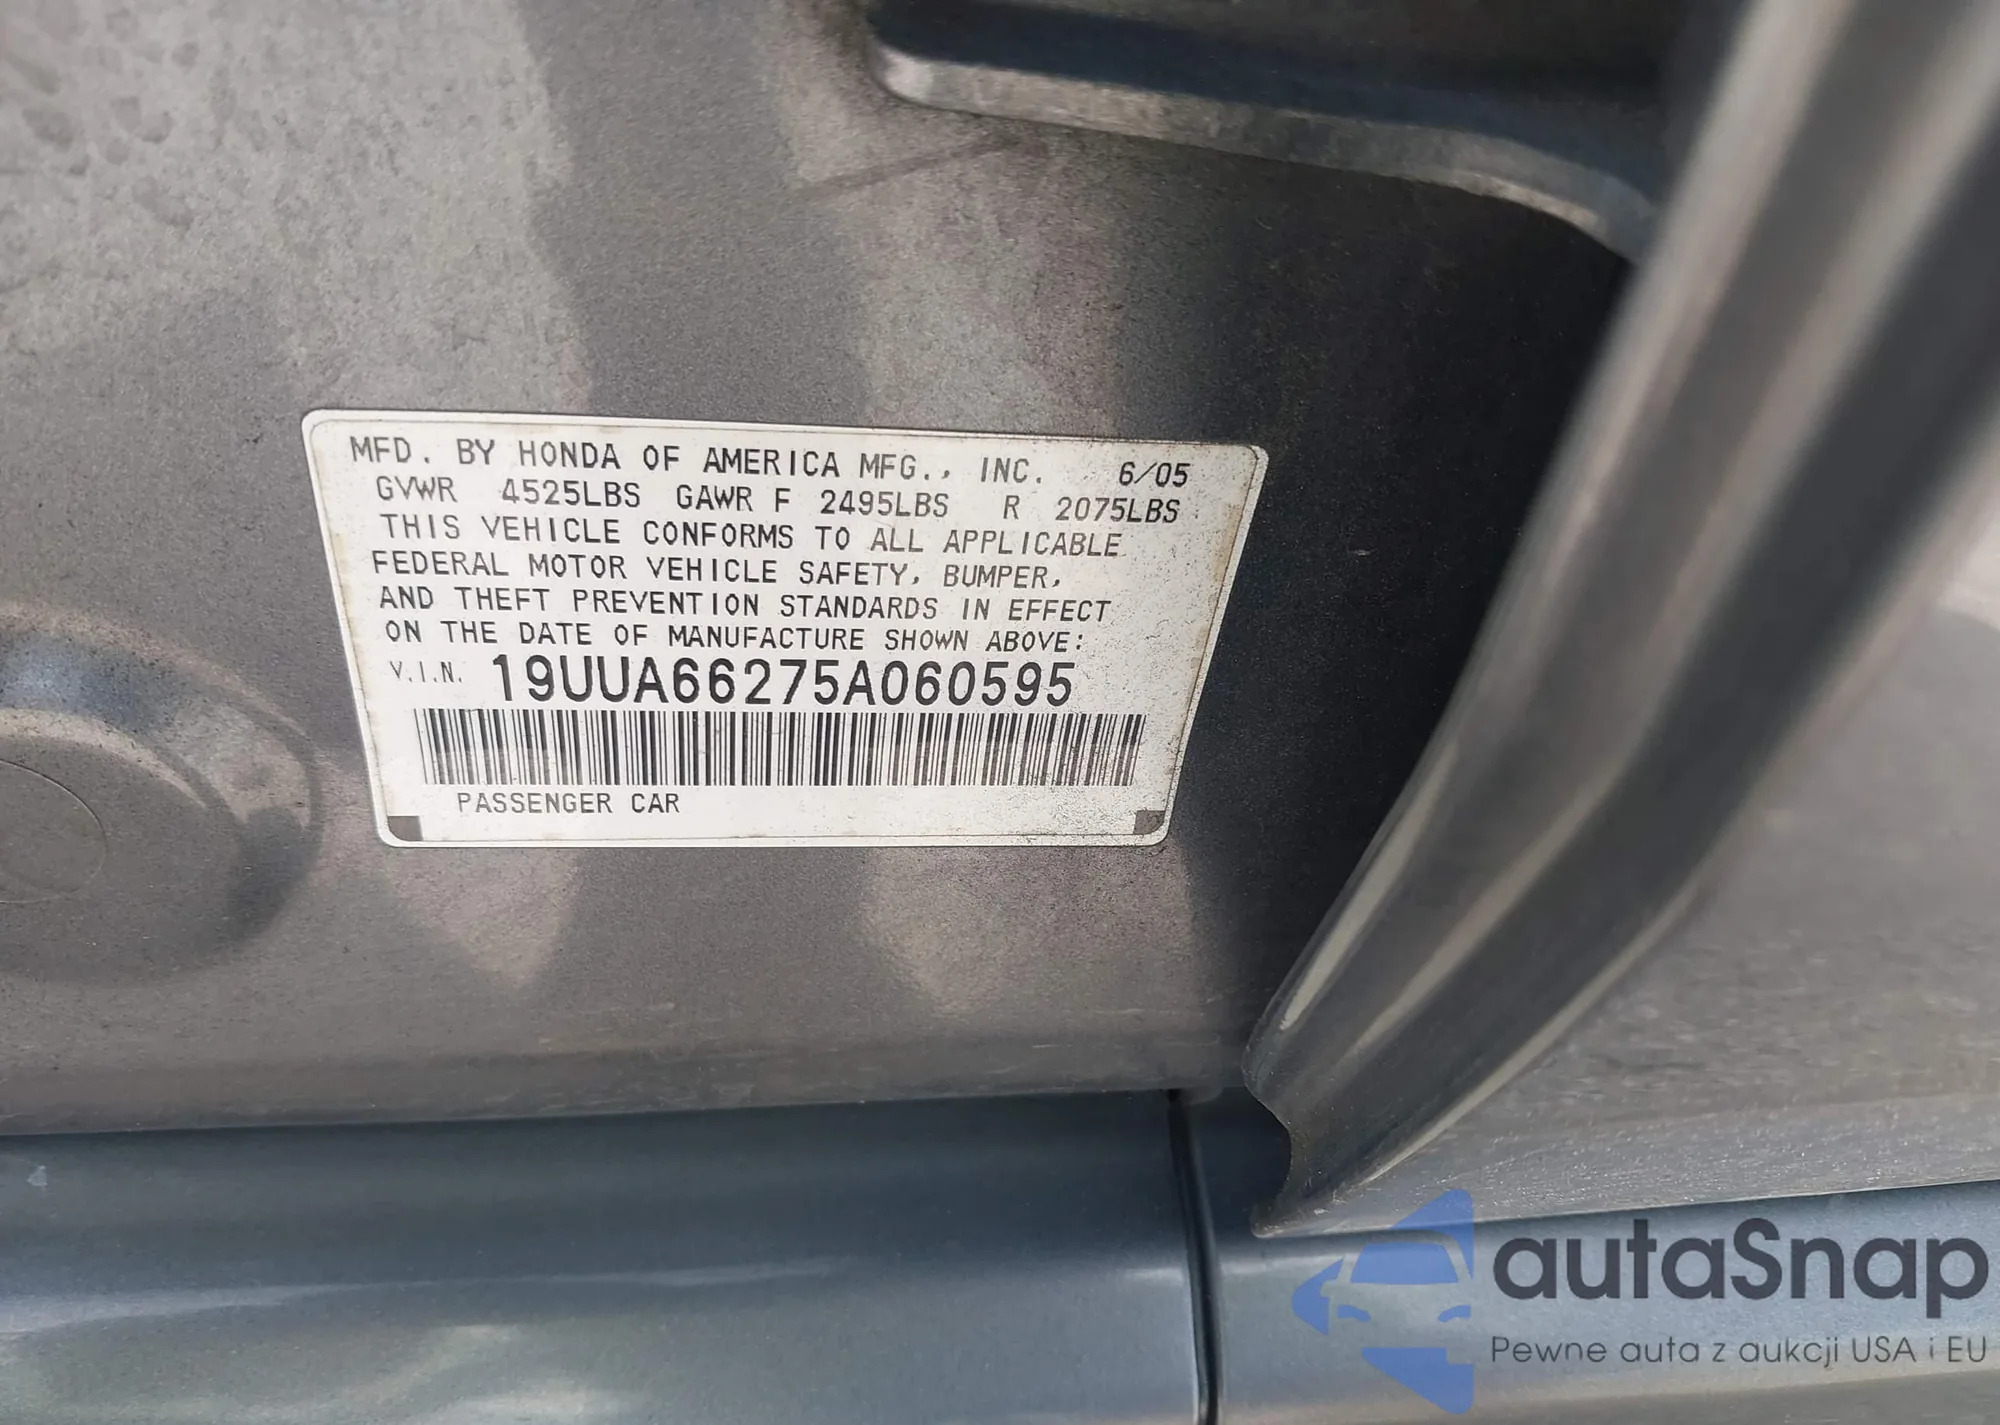 MFD. BY HONDA OF AMERICA MFG., INC. 6/05
GVWR 4525LBS GAWR F 2495LBS R 2075LBS
THIS VEHICLE CONFORMS TO ALL APPLICABLE
FEDERAL MOTOR VEHICLE SAFETY, BUMPER,
AND THEFT PREVENTION STANDARDS IN EFFECT
ON THE DATE OF MANUFACTURE SHOWN ABOVE:
V.I.N. 19UUA66275A060595
PASSENGER CAR
autaSnap
Pewne auta z aukcji USA i EU